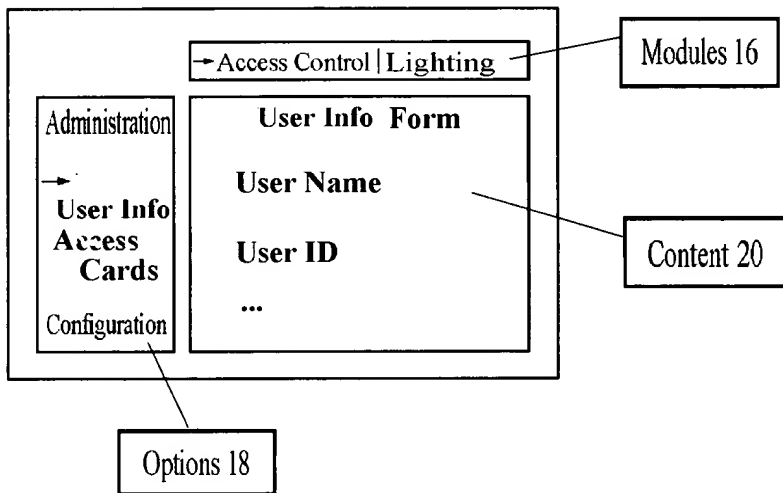 →Access Control | Lighting
Modules 16
Administration
→
User Info
Access
Cards
Configuration
User Info Form
User Name
User ID
...
Content 20
Options 18